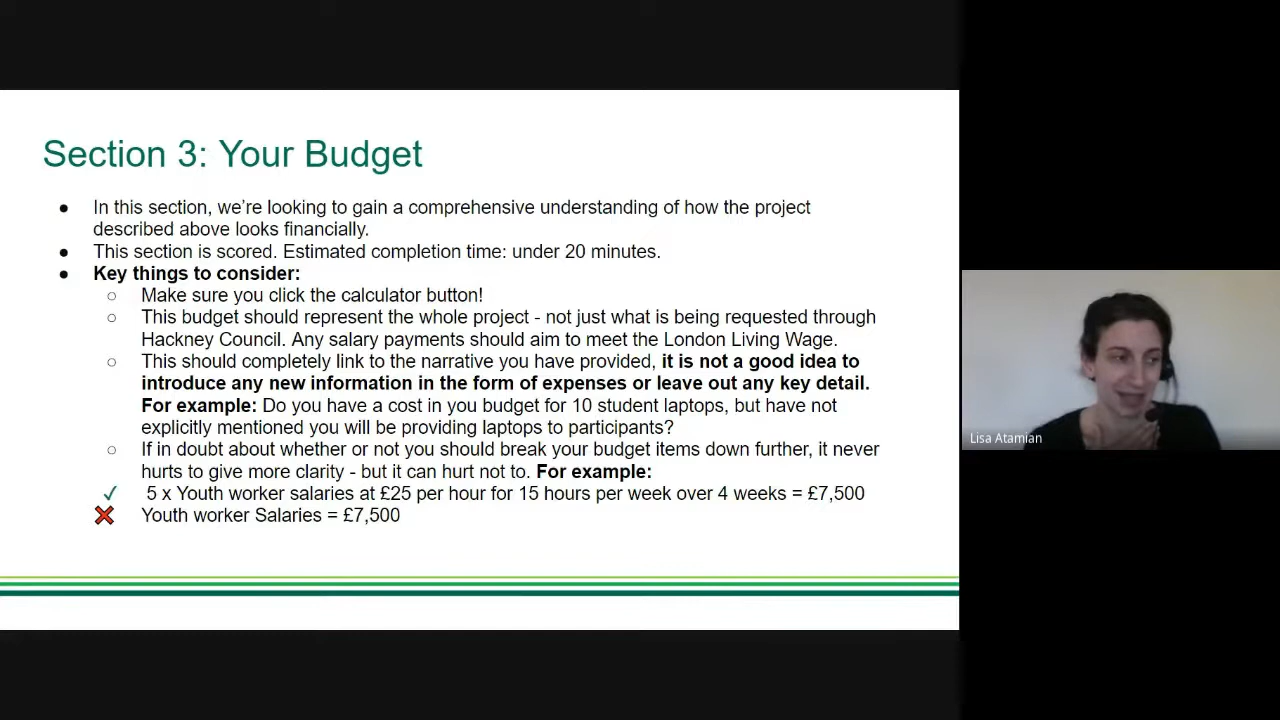 Section 3: Your Budget
● In this section, we're looking to gain a comprehensive understanding of how the project
described above looks financially.
● This section is scored. Estimated completion time: under 20 minutes.
● Key things to consider:
○ Make sure you click the calculator button!
○ This budget should represent the whole project - not just what is being requested through
Hackney Council. Any salary payments should aim to meet the London Living Wage.
○ This should completely link to the narrative you have provided, it is not a good idea to
introduce any new information in the form of expenses or leave out any key detail.
For example: Do you have a cost in you budget for 10 student laptops, but have not
explicitly mentioned you will be providing laptops to participants?
○ If in doubt about whether or not you should break your budget items down further, it never
hurts to give more clarity - but it can hurt not to. For example:
✓ 5 x Youth worker salaries at £25 per hour for 15 hours per week over 4 weeks = £7,500
❌ Youth worker Salaries = £7,500
Lisa Atamian